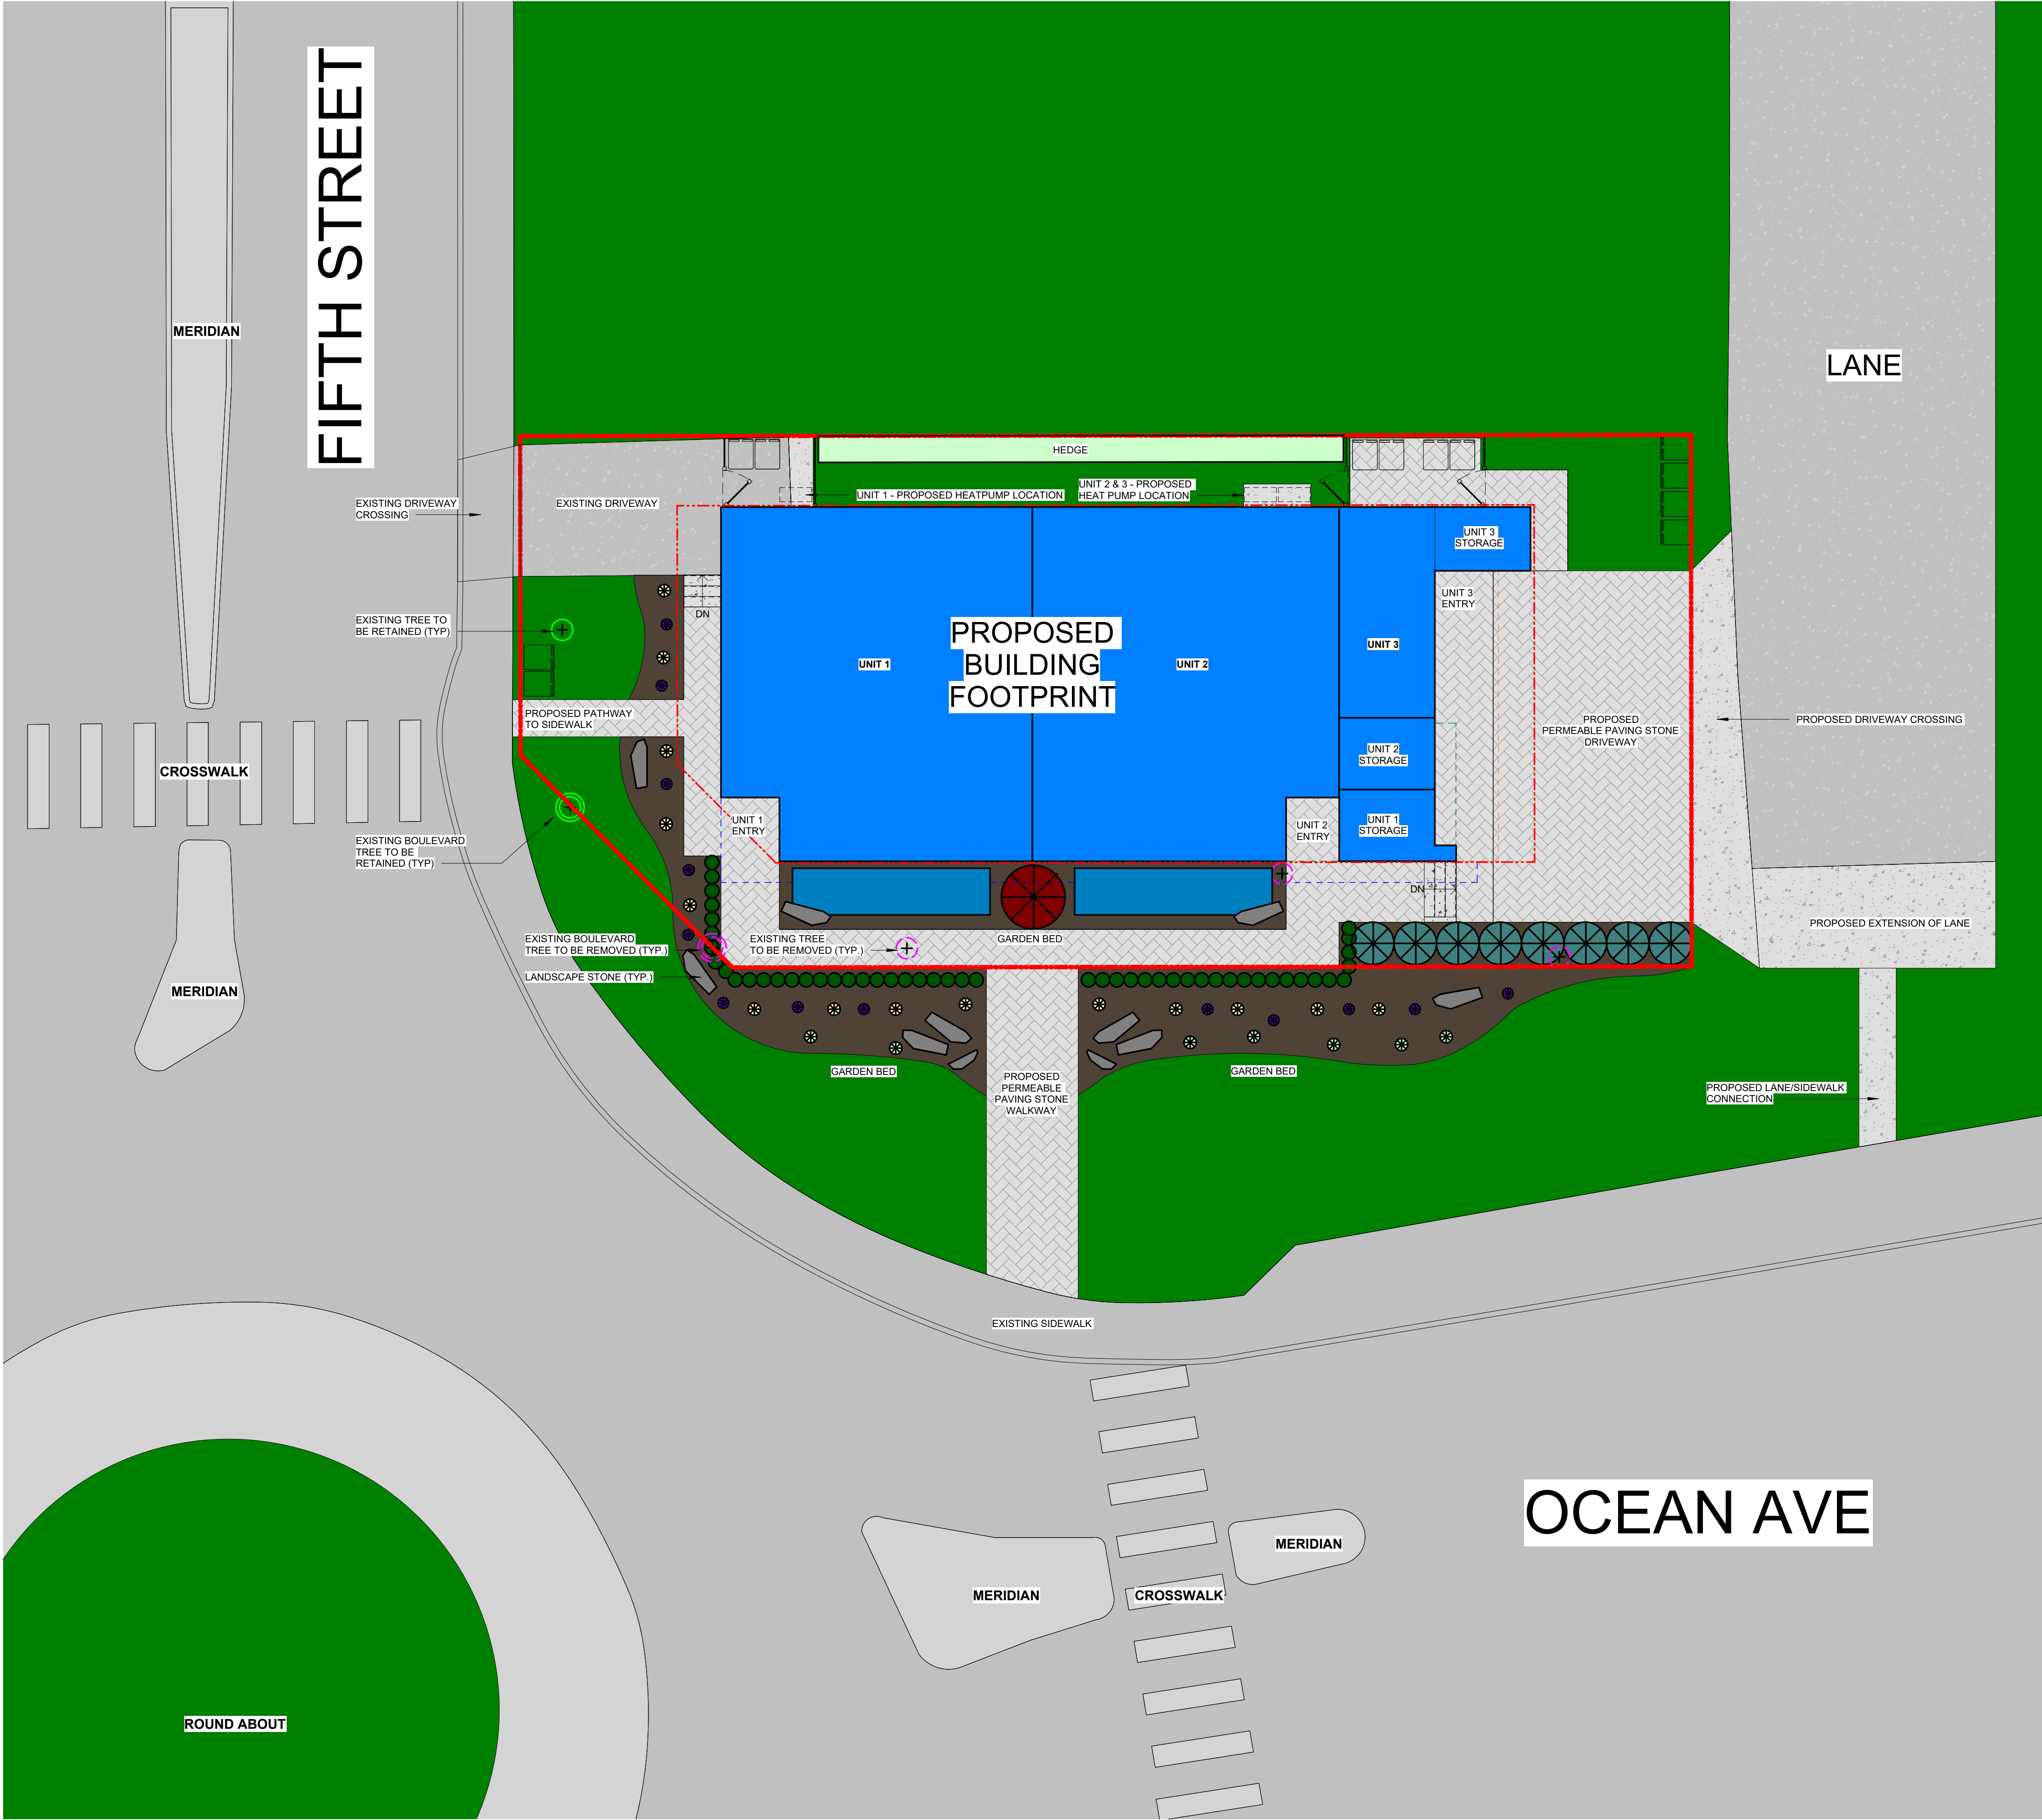 FIFTH STREET
MERIDIAN
LANE
HEDGE
UNIT 1 - PROPOSED HEATPUMP LOCATION
UNIT 2 & 3 - PROPOSED
HEAT PUMP LOCATION
EXISTING DRIVEWAY
CROSSING
EXISTING DRIVEWAY
UNIT 3
STORAGE
UNIT 3
ENTRY
EXISTING TREE TO
BE RETAINED (TYP)
DN
PROPOSED
BUILDING
FOOTPRINT
UNIT 1
UNIT 2
UNIT 3
PROPOSED PATHWAY
TO SIDEWALK
PROPOSED
PERMEABLE PAVING STONE
DRIVEWAY
PROPOSED DRIVEWAY CROSSING
UNIT 2
STORAGE
CROSSWALK
UNIT 1
ENTRY
UNIT 2
ENTRY
UNIT 1
STORAGE
EXISTING BOULEVARD
TREE TO BE
RETAINED (TYP)
DN
PROPOSED EXTENSION OF LANE
EXISTING BOULEVARD
TREE TO BE REMOVED (TYP.)
EXISTING TREE
TO BE REMOVED (TYP.)
GARDEN BED
LANDSCAPE STONE (TYP.)
MERIDIAN
GARDEN BED
PROPOSED
PERMEABLE
PAVING STONE
WALKWAY
GARDEN BED
PROPOSED LANE/SIDEWALK
CONNECTION
EXISTING SIDEWALK
OCEAN AVE
MERIDIAN
MERIDIAN
CROSSWALK
ROUND ABOUT